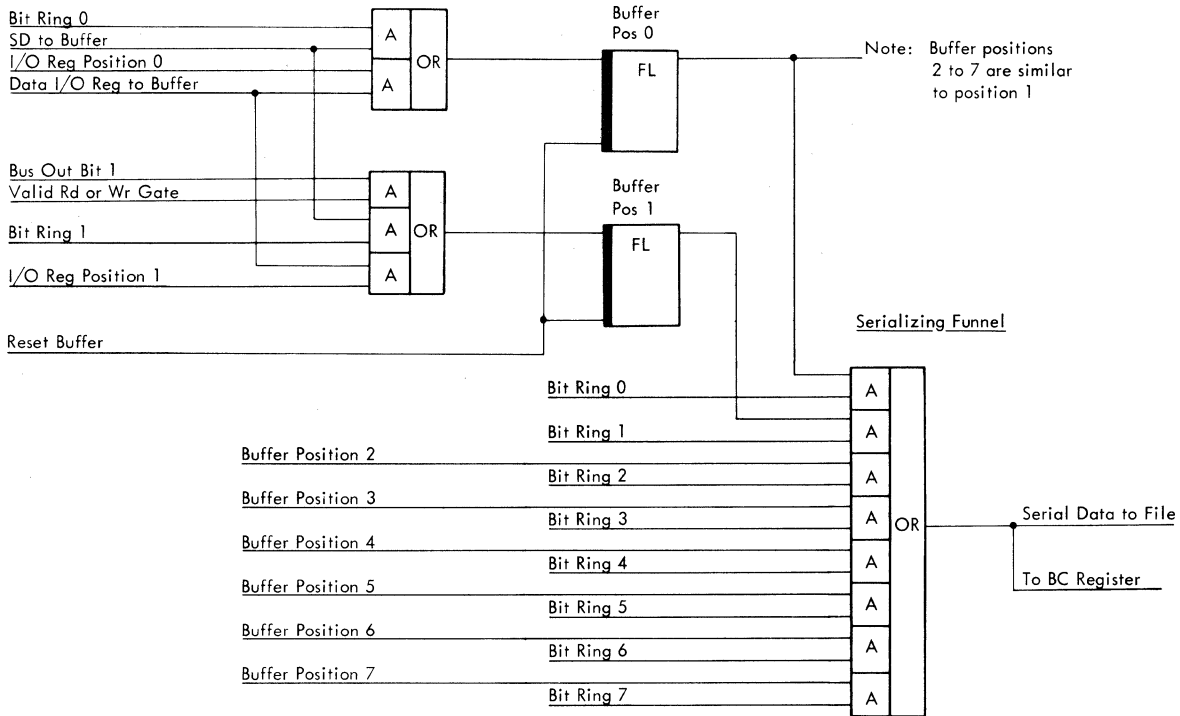 Bit Ring 0
SD to Buffer
I/O Reg Position 0
Data I/O Reg to Buffer
A
A
OR
Buffer
Pos 0
FL
Note: Buffer positions
2 to 7 are similar
to position 1
Bus Out Bit 1
Valid Rd or Wr Gate
Bit Ring 1
I/O Reg Position 1
A
A
A
OR
Buffer
Pos 1
FL
Reset Buffer
Serializing Funnel
Bit Ring 0
A
Bit Ring 1
A
Buffer Position 2
Bit Ring 2
A
Buffer Position 3
Bit Ring 3
A
OR
Serial Data to File
Buffer Position 4
Bit Ring 4
A
To BC Register
Buffer Position 5
Bit Ring 5
A
Buffer Position 6
Bit Ring 6
A
Buffer Position 7
Bit Ring 7
A